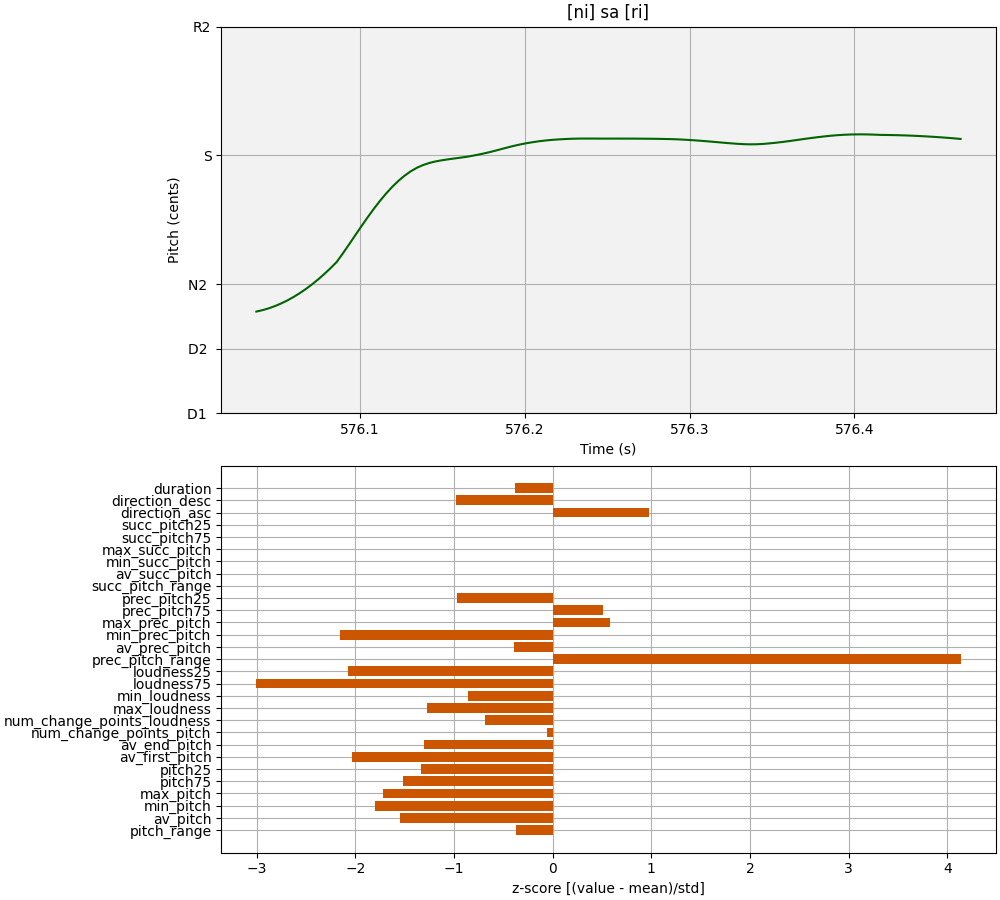 [ni] sa [ri]
R2
S
N2
D2
D1
Pitch (cents)
576.1 576.2 576.3 576.4
Time (s)
duration
direction_desc
direction_asc
succ_pitch25
succ_pitch75
max_succ_pitch
min_succ_pitch
av_succ_pitch
succ_pitch_range
prec_pitch25
prec_pitch75
max_prec_pitch
min_prec_pitch
av_prec_pitch
prec_pitch_range
loudness25
loudness75
min_loudness
max_loudness
num_change_points_loudness
num_change_points_pitch
av_end_pitch
av_first_pitch
pitch25
pitch75
max_pitch
min_pitch
av_pitch
pitch_range
−3 −2 −1 0 1 2 3 4
z-score [(value - mean)/std]